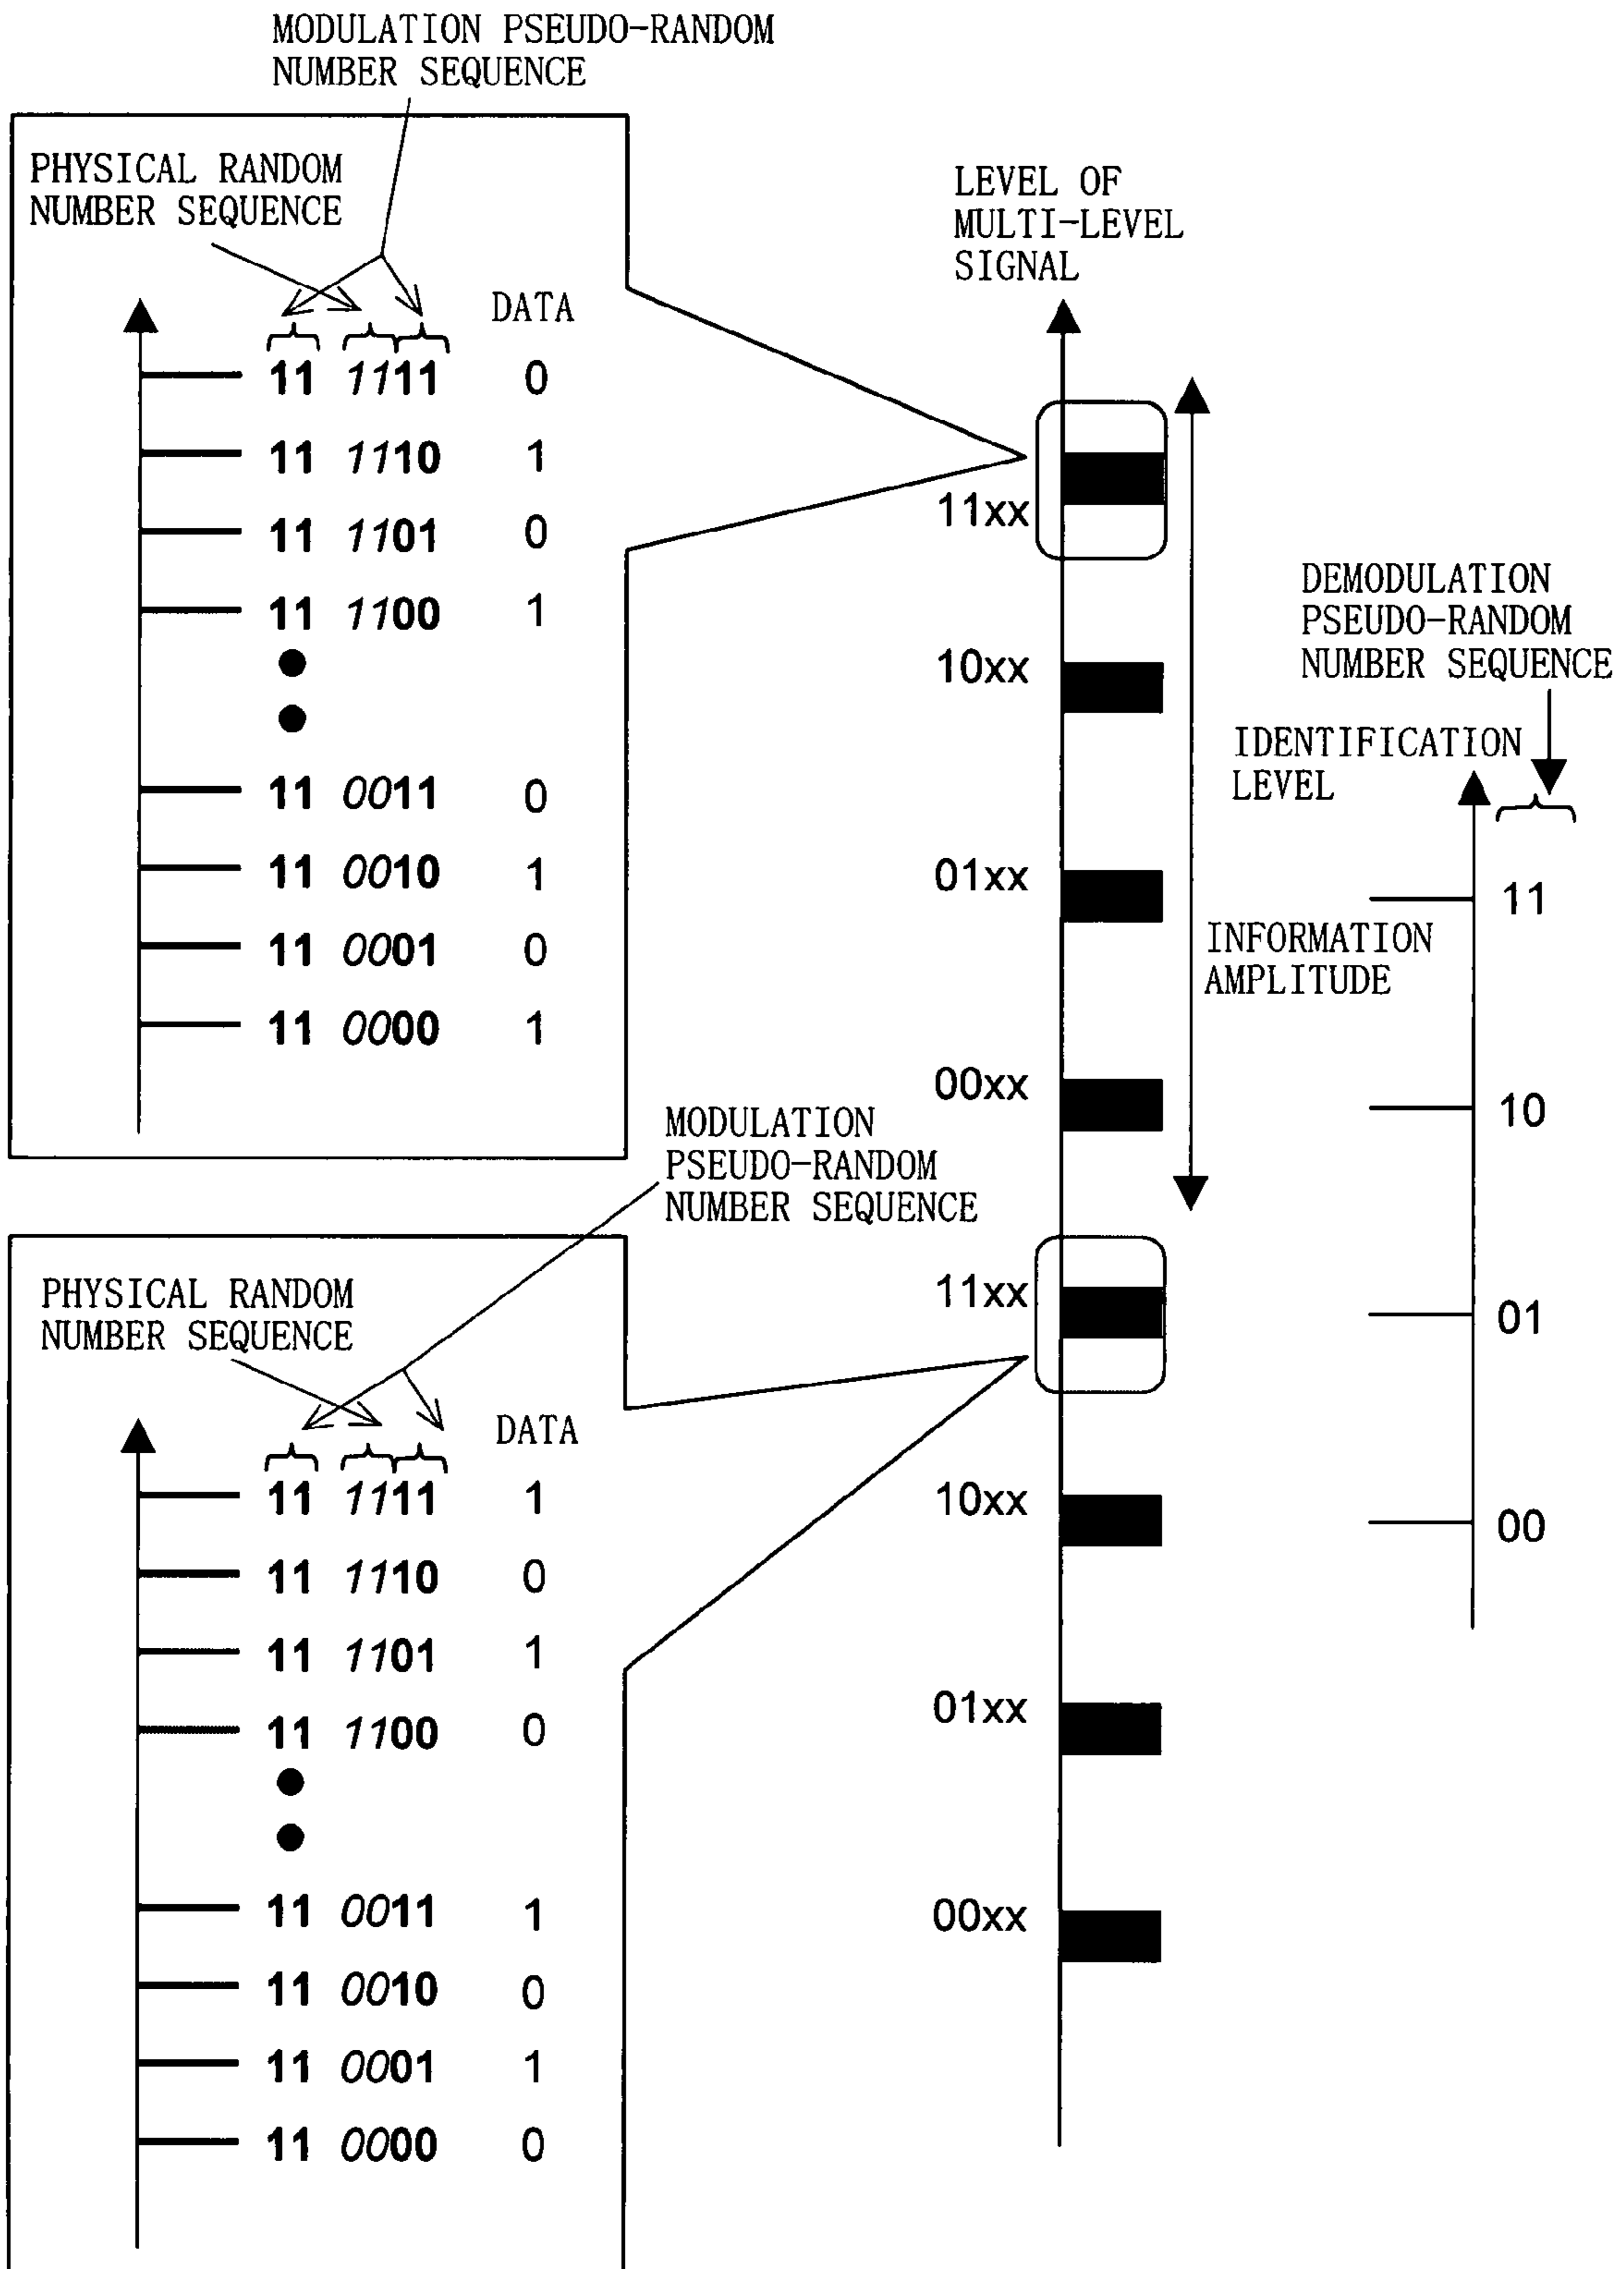 MODULATION PSEUDO-RANDOM
NUMBER SEQUENCE
PHYSICAL RANDOM
NUMBER SEQUENCE
DATA
11 1111 0
11 1110 1
11 1101 0
11 1100 1
11 0011 0
11 0010 1
11 0001 0
11 0000 1
MODULATION
PSEUDO-RANDOM
NUMBER SEQUENCE
PHYSICAL RANDOM
NUMBER SEQUENCE
DATA
11 1111 1
11 1110 0
11 1101 1
11 1100 0
11 0011 1
11 0010 0
11 0001 1
11 0000 0
LEVEL OF
MULTI-LEVEL
SIGNAL
11xx
10xx
01xx
00xx
11xx
10xx
01xx
00xx
INFORMATION
AMPLITUDE
DEMODULATION
PSEUDO-RANDOM
NUMBER SEQUENCE
IDENTIFICATION
LEVEL
11
10
01
00